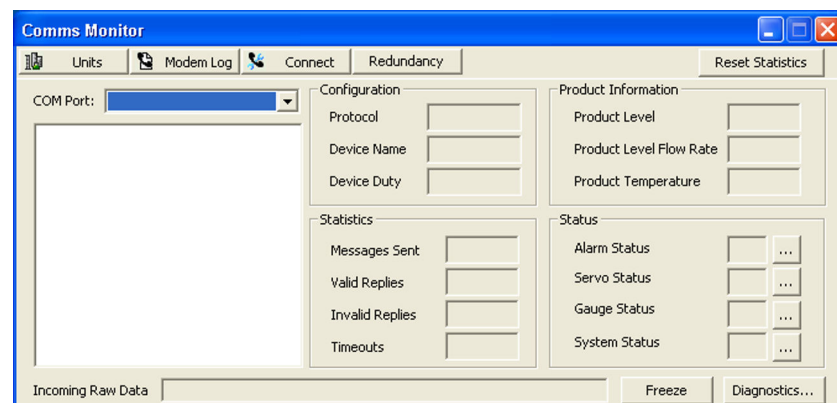 Comms Monitor
Units Modem Log Connect Redundancy Reset Statistics
COM Port:
Configuration
Protocol
Device Name
Device Duty
Product Information
Product Level
Product Level Flow Rate
Product Temperature
Statistics
Messages Sent
Valid Replies
Invalid Replies
Timeouts
Status
Alarm Status ...
Servo Status ...
Gauge Status ...
System Status ...
Incoming Raw Data Freeze Diagnostics...